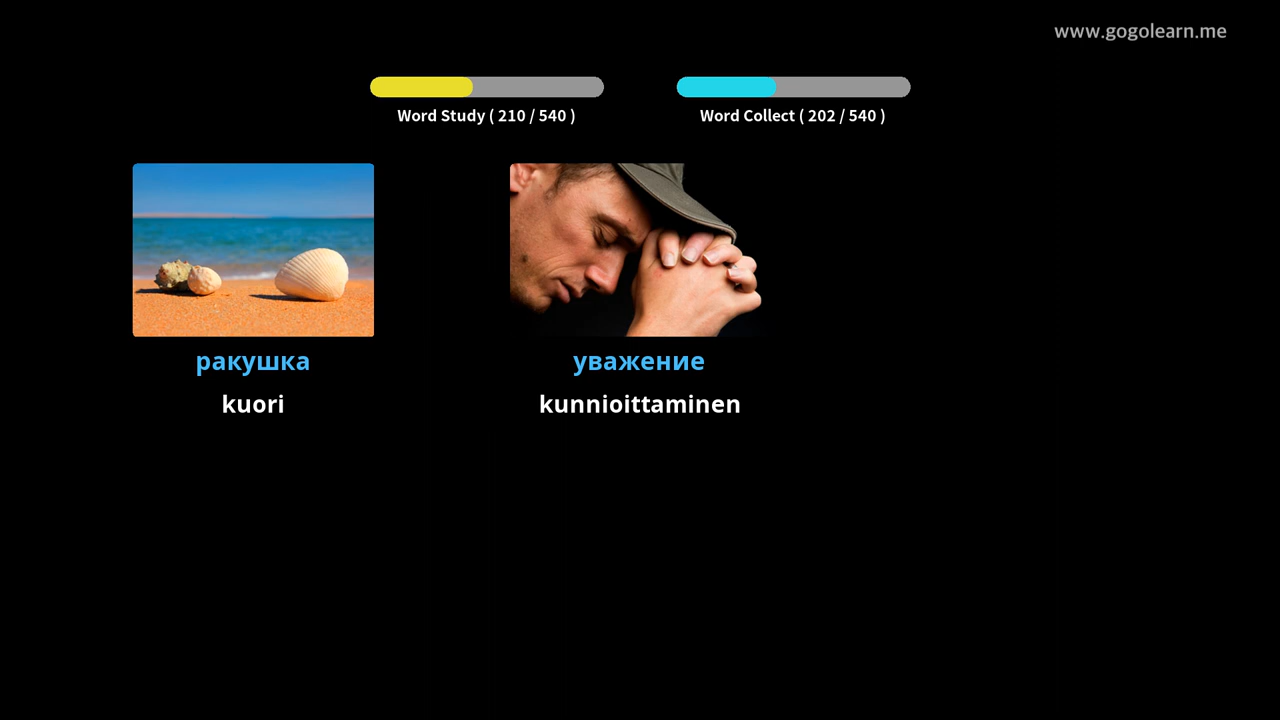 www.gogolearn.me
Word Study ( 210 / 540 )
Word Collect ( 202 / 540 )
ракушка
kuori
уважение
kunnioittaminen